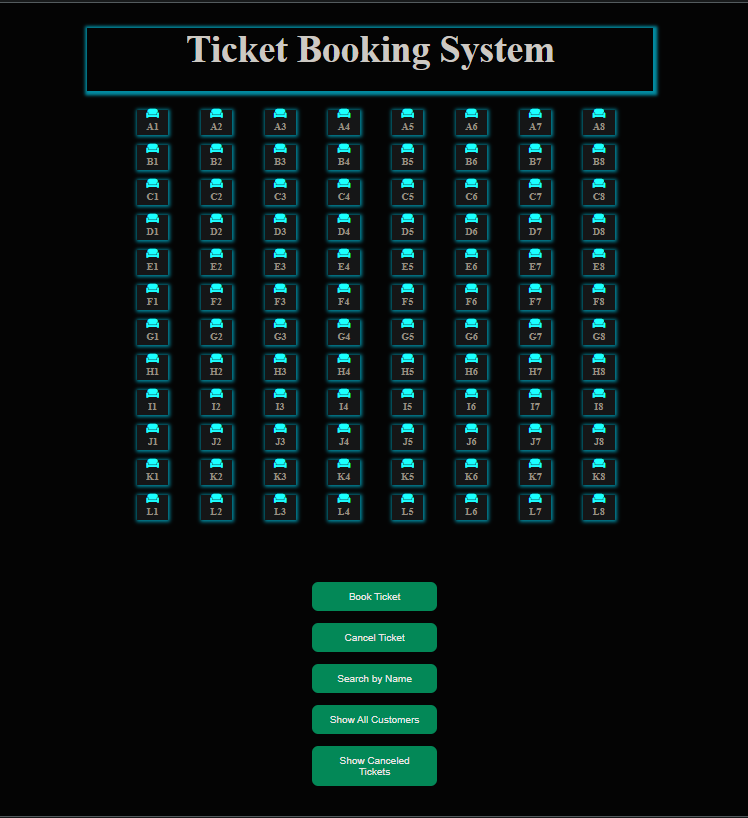 Ticket Booking System
A1 A2 A3 A4 A5 A6 A7 A8
B1 B2 B3 B4 B5 B6 B7 B8
C1 C2 C3 C4 C5 C6 C7 C8
D1 D2 D3 D4 D5 D6 D7 D8
E1 E2 E3 E4 E5 E6 E7 E8
F1 F2 F3 F4 F5 F6 F7 F8
G1 G2 G3 G4 G5 G6 G7 G8
H1 H2 H3 H4 H5 H6 H7 H8
I1 I2 I3 I4 I5 I6 I7 I8
J1 J2 J3 J4 J5 J6 J7 J8
K1 K2 K3 K4 K5 K6 K7 K8
L1 L2 L3 L4 L5 L6 L7 L8
Book Ticket
Cancel Ticket
Search by Name
Show All Customers
Show Canceled
Tickets